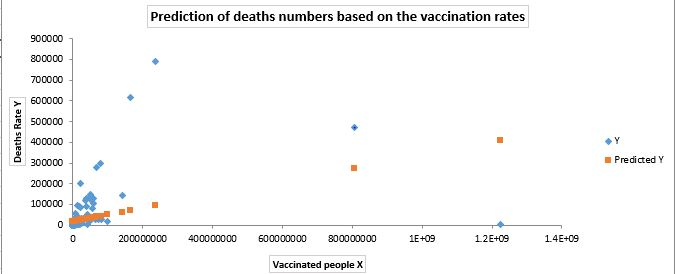 Prediction of deaths numbers based on the vaccination rates
900000
800000
700000
600000
500000
400000
300000
200000
100000
0
Deaths Rate Y
0
200000000
400000000
600000000
800000000
1E+09
1.2E+09
1.4E+09
Vaccinated people X
Y
Predicted Y